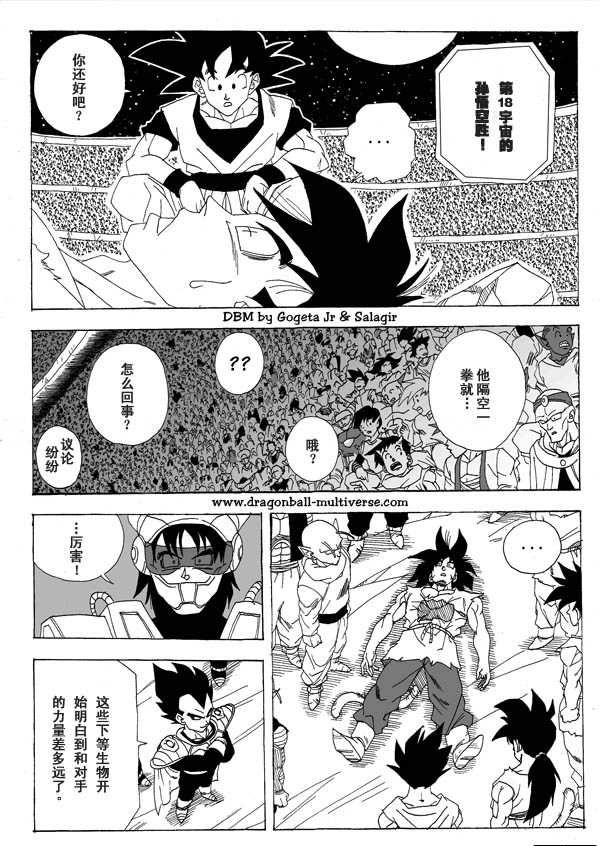 第18宇宙的
孙悟空胜！
…
你还好吧？
DBM by Gogeta Jr & Salagir
他隔空一
拳就…
哦？
??
怎么回事？
议论
纷纷
www.dragonball-multiverse.com
…
…厉害！
这些下等生物开
始明白到和对手
的力量差多远了。